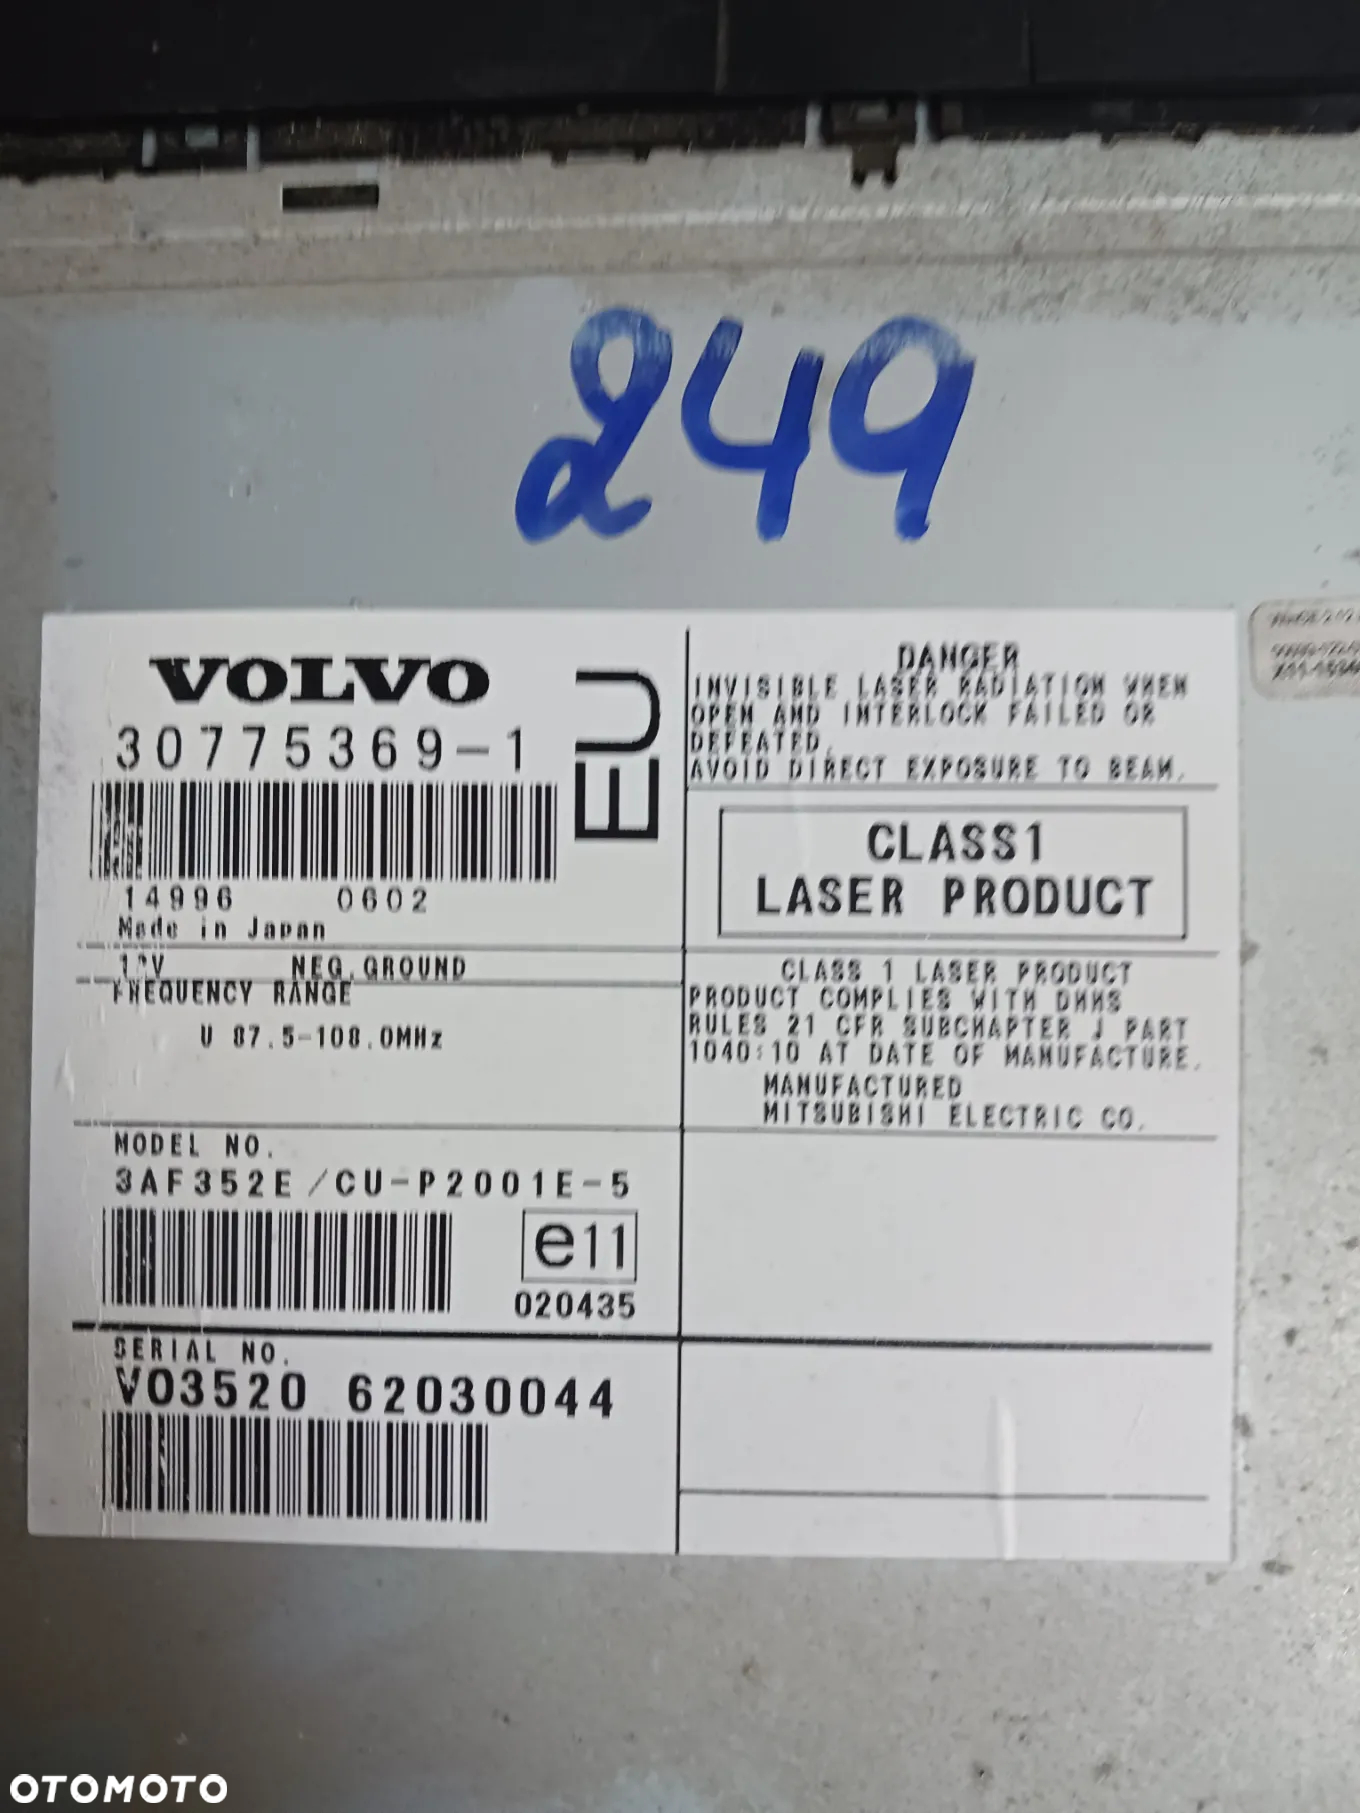 249
VOLVO
30775369-1
EU
14996 0602
Made in Japan
12V NEG.GROUND
FREQUENCY RANGE
U 87.5-108.0MHz
MODEL NO.
3AF352E/CU-P2001E-5
e11
020435
SERIAL NO.
V03520 62030044
DANGER
INVISIBLE LASER RADIATION WHEN
OPEN AND INTERLOCK FAILED OR
DEFEATED.
AVOID DIRECT EXPOSURE TO BEAM.
CLASS1
LASER PRODUCT
CLASS 1 LASER PRODUCT
PRODUCT COMPLIES WITH DHHS
RULES 21 CFR SUBCHAPTER J PART
1040:10 AT DATE OF MANUFACTURE.
MANUFACTURED
MITSUBISHI ELECTRIC CO.
OTOMOTO